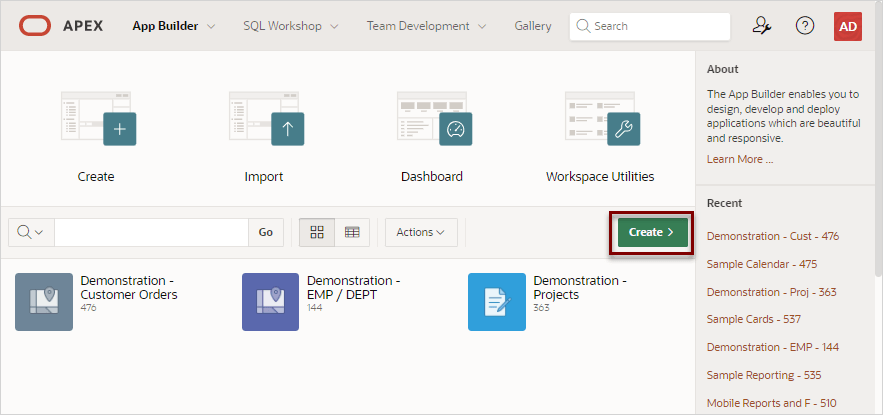 APEX
App Builder
SQL Workshop
Team Development
Gallery
Search
AD
Create
Import
Dashboard
Workspace Utilities
Go
Actions
Create
Demonstration -
Customer Orders
476
Demonstration -
EMP / DEPT
144
Demonstration -
Projects
363
About
The App Builder enables you to
design, develop and deploy
applications which are beautiful
and responsive.
Learn More ...
Recent
Demonstration - Cust - 476
Sample Calendar - 475
Demonstration - Proj - 363
Sample Cards - 537
Demonstration - EMP - 144
Sample Reporting - 535
Mobile Reports and F - 510